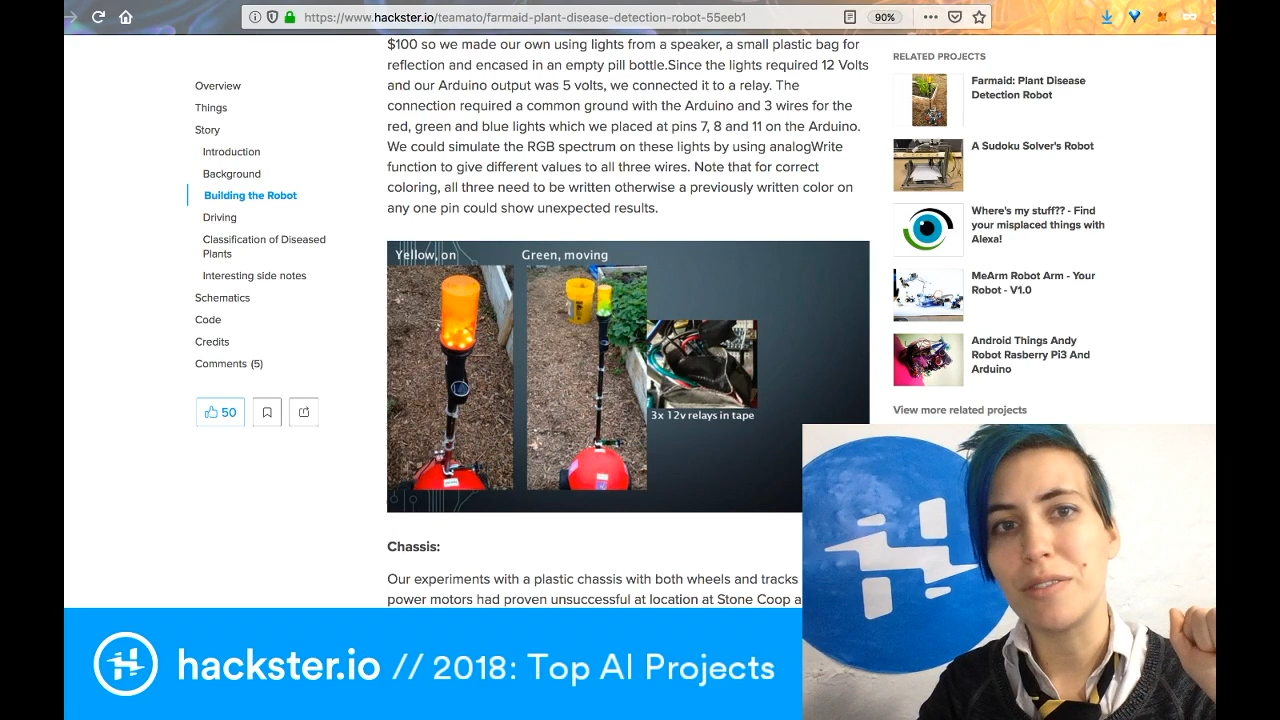 https://www.hackster.io/teamato/farmaid-plant-disease-detection-robot-55eeb1
90%
Overview
Things
Story
Introduction
Background
Building the Robot
Driving
Classification of Diseased
Plants
Interesting side notes
Schematics
Code
Credits
Comments (5)
50
$100 so we made our own using lights from a speaker, a small plastic bag for
reflection and encased in an empty pill bottle.Since the lights required 12 Volts
and our Arduino output was 5 volts, we connected it to a relay. The
connection required a common ground with the Arduino and 3 wires for the
red, green and blue lights which we placed at pins 7, 8 and 11 on the Arduino.
We could simulate the RGB spectrum on these lights by using analogWrite
function to give different values to all three wires. Note that for correct
coloring, all three need to be written otherwise a previously written color on
any one pin could show unexpected results.
Yellow, on
Green, moving
3x 12v relays in tape
Chassis:
Our experiments with a plastic chassis with both wheels and tracks
power motors had proven unsuccessful at location at Stone Coop a
RELATED PROJECTS
Farmaid: Plant Disease
Detection Robot
A Sudoku Solver's Robot
Where's my stuff?? - Find
your misplaced things with
Alexa!
MeArm Robot Arm - Your
Robot - V1.0
Android Things Andy
Robot Rasberry Pi3 And
Arduino
View more related projects
hackster.io // 2018: Top AI Projects